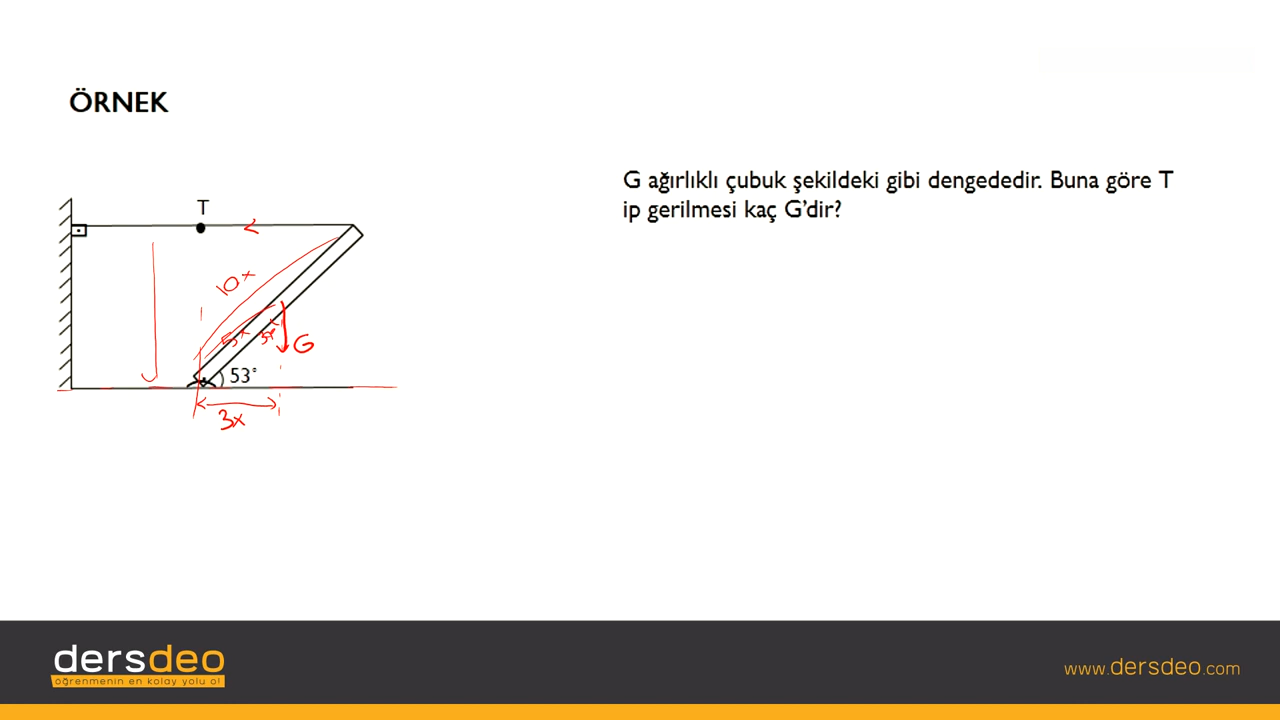 ÖRNEK
G ağırlıklı çubuk şekildeki gibi dengededir. Buna göre T
ip gerilmesi kaç G'dir?
T
10x
5x
G
53°
3x
dersdeo
öğrenmenin en kolay yolu o!
www.dersdeo.com